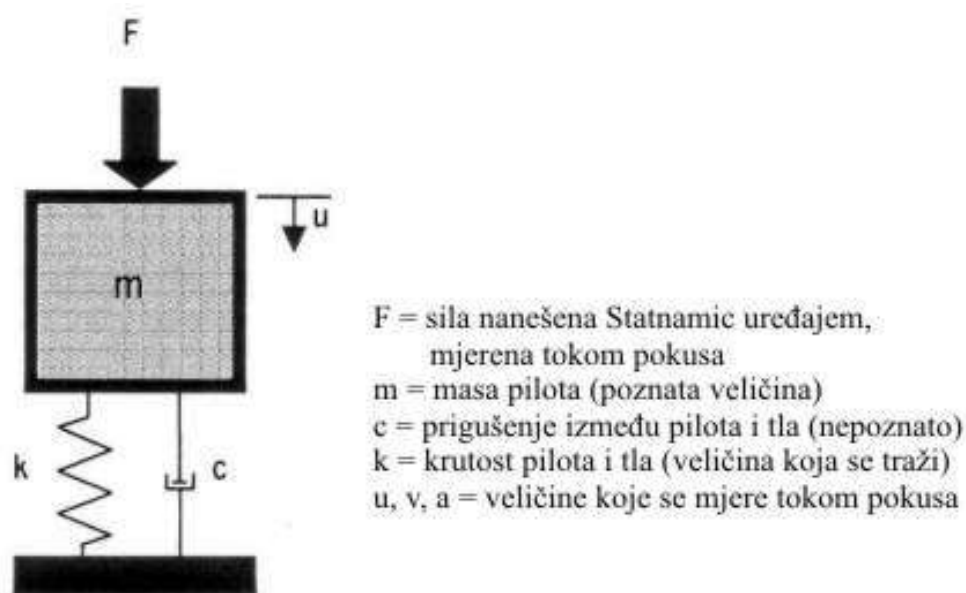 F
u
m
k
c
F = sila nanešena Statnamic uređajem,
mjerena tokom pokusa
m = masa pilota (poznata veličina)
c = prigušenje između pilota i tla (nepoznato)
k = krutost pilota i tla (veličina koja se traži)
u, v, a = veličine koje se mjere tokom pokusa